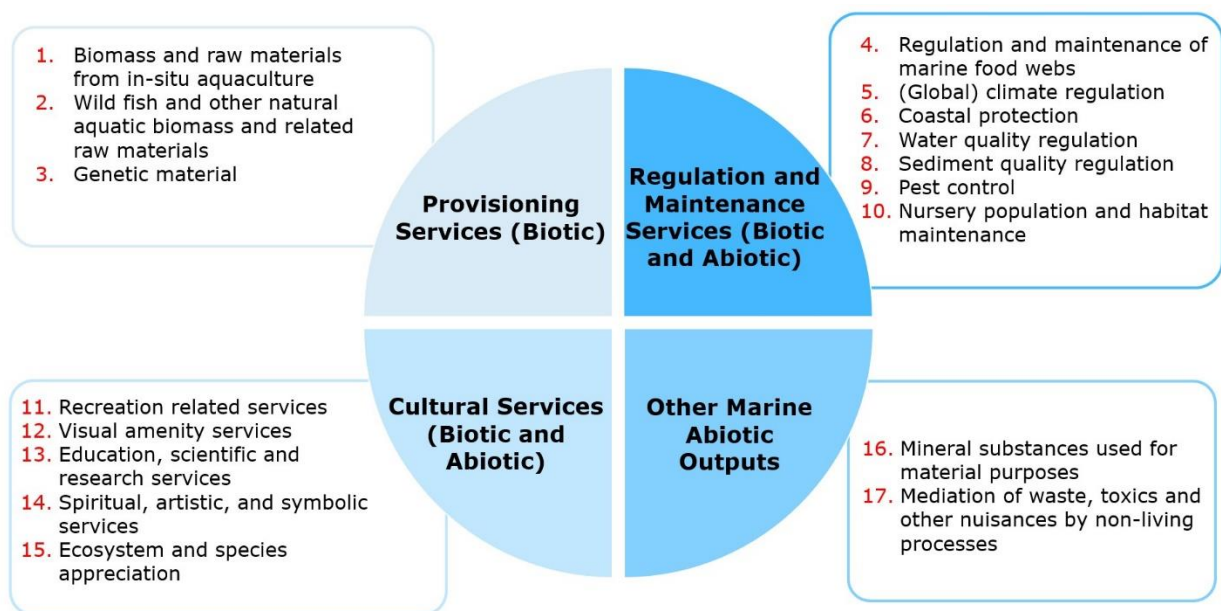 1. Biomass and raw materials
from in-situ aquaculture
2. Wild fish and other natural
aquatic biomass and related
raw materials
3. Genetic material
Provisioning
Services (Biotic)
Regulation and
Maintenance
Services (Biotic
and Abiotic)
4. Regulation and maintenance of
marine food webs
5. (Global) climate regulation
6. Coastal protection
7. Water quality regulation
8. Sediment quality regulation
9. Pest control
10. Nursery population and habitat
maintenance
11. Recreation related services
12. Visual amenity services
13. Education, scientific and
research services
14. Spiritual, artistic, and symbolic
services
15. Ecosystem and species
appreciation
Cultural Services
(Biotic and
Abiotic)
Other Marine
Abiotic
Outputs
16. Mineral substances used for
material purposes
17. Mediation of waste, toxics and
other nuisances by non-living
processes